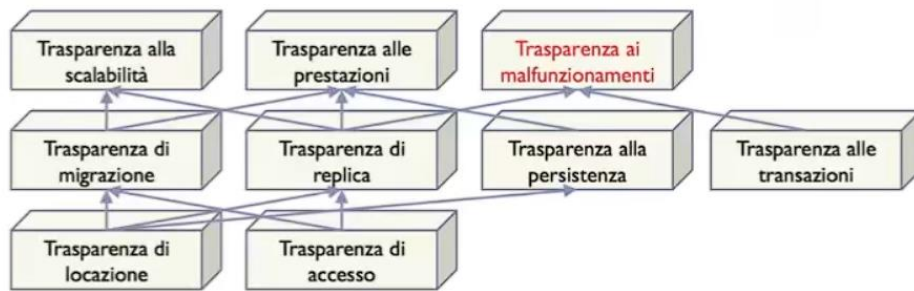 Trasparenza alla
scalabilità
Trasparenza alle
prestazioni
Trasparenza ai
malfunzionamenti
Trasparenza di
migrazione
Trasparenza di
replica
Trasparenza alla
persistenza
Trasparenza alle
transazioni
Trasparenza di
locazione
Trasparenza di
accesso